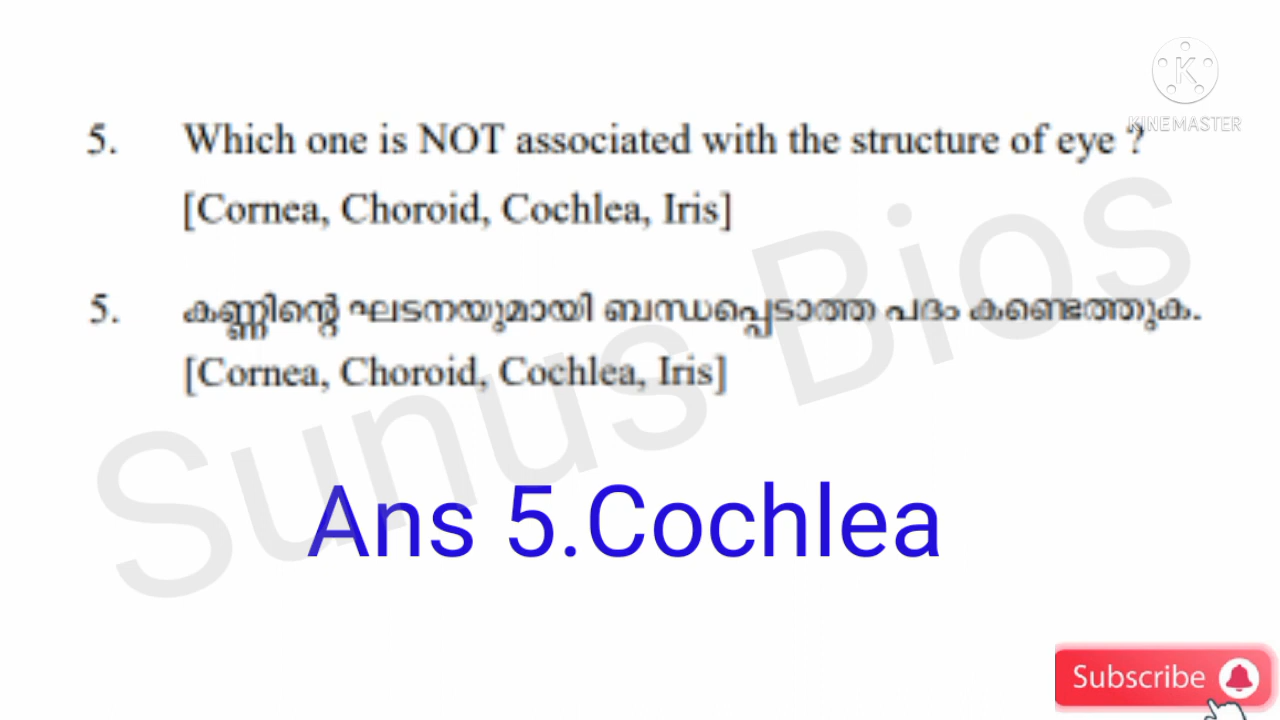 5. Which one is NOT associated with the structure of eye ?
[Cornea, Choroid, Cochlea, Iris]
5. കണ്ണിന്റെ ഘടനയുമായി ബന്ധപ്പെടാത്ത പദം കണ്ടെത്തുക.
[Cornea, Choroid, Cochlea, Iris]
Ans 5.Cochlea
Sunus Bios
KINEMASTER
Subscribe